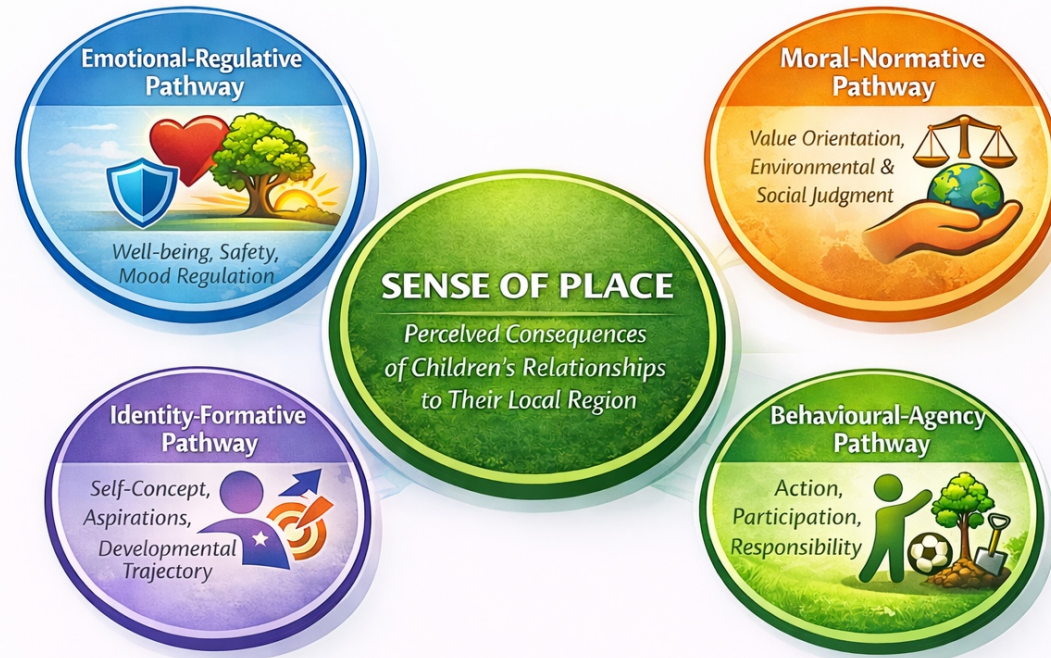 Emotional-Regulative
Pathway
Well-being, Safety,
Mood Regulation
Moral-Normative
Pathway
Value Orientation,
Environmental &
Social Judgment
SENSE OF PLACE
Percelved Consequences
of Children's Relationships
to Their Local Region
Identity-Formative
Pathway
Self-Concept,
Aspirations,
Developmental
Trajectory
Behavioural-Agency
Pathway
Action,
Participation,
Responsibility